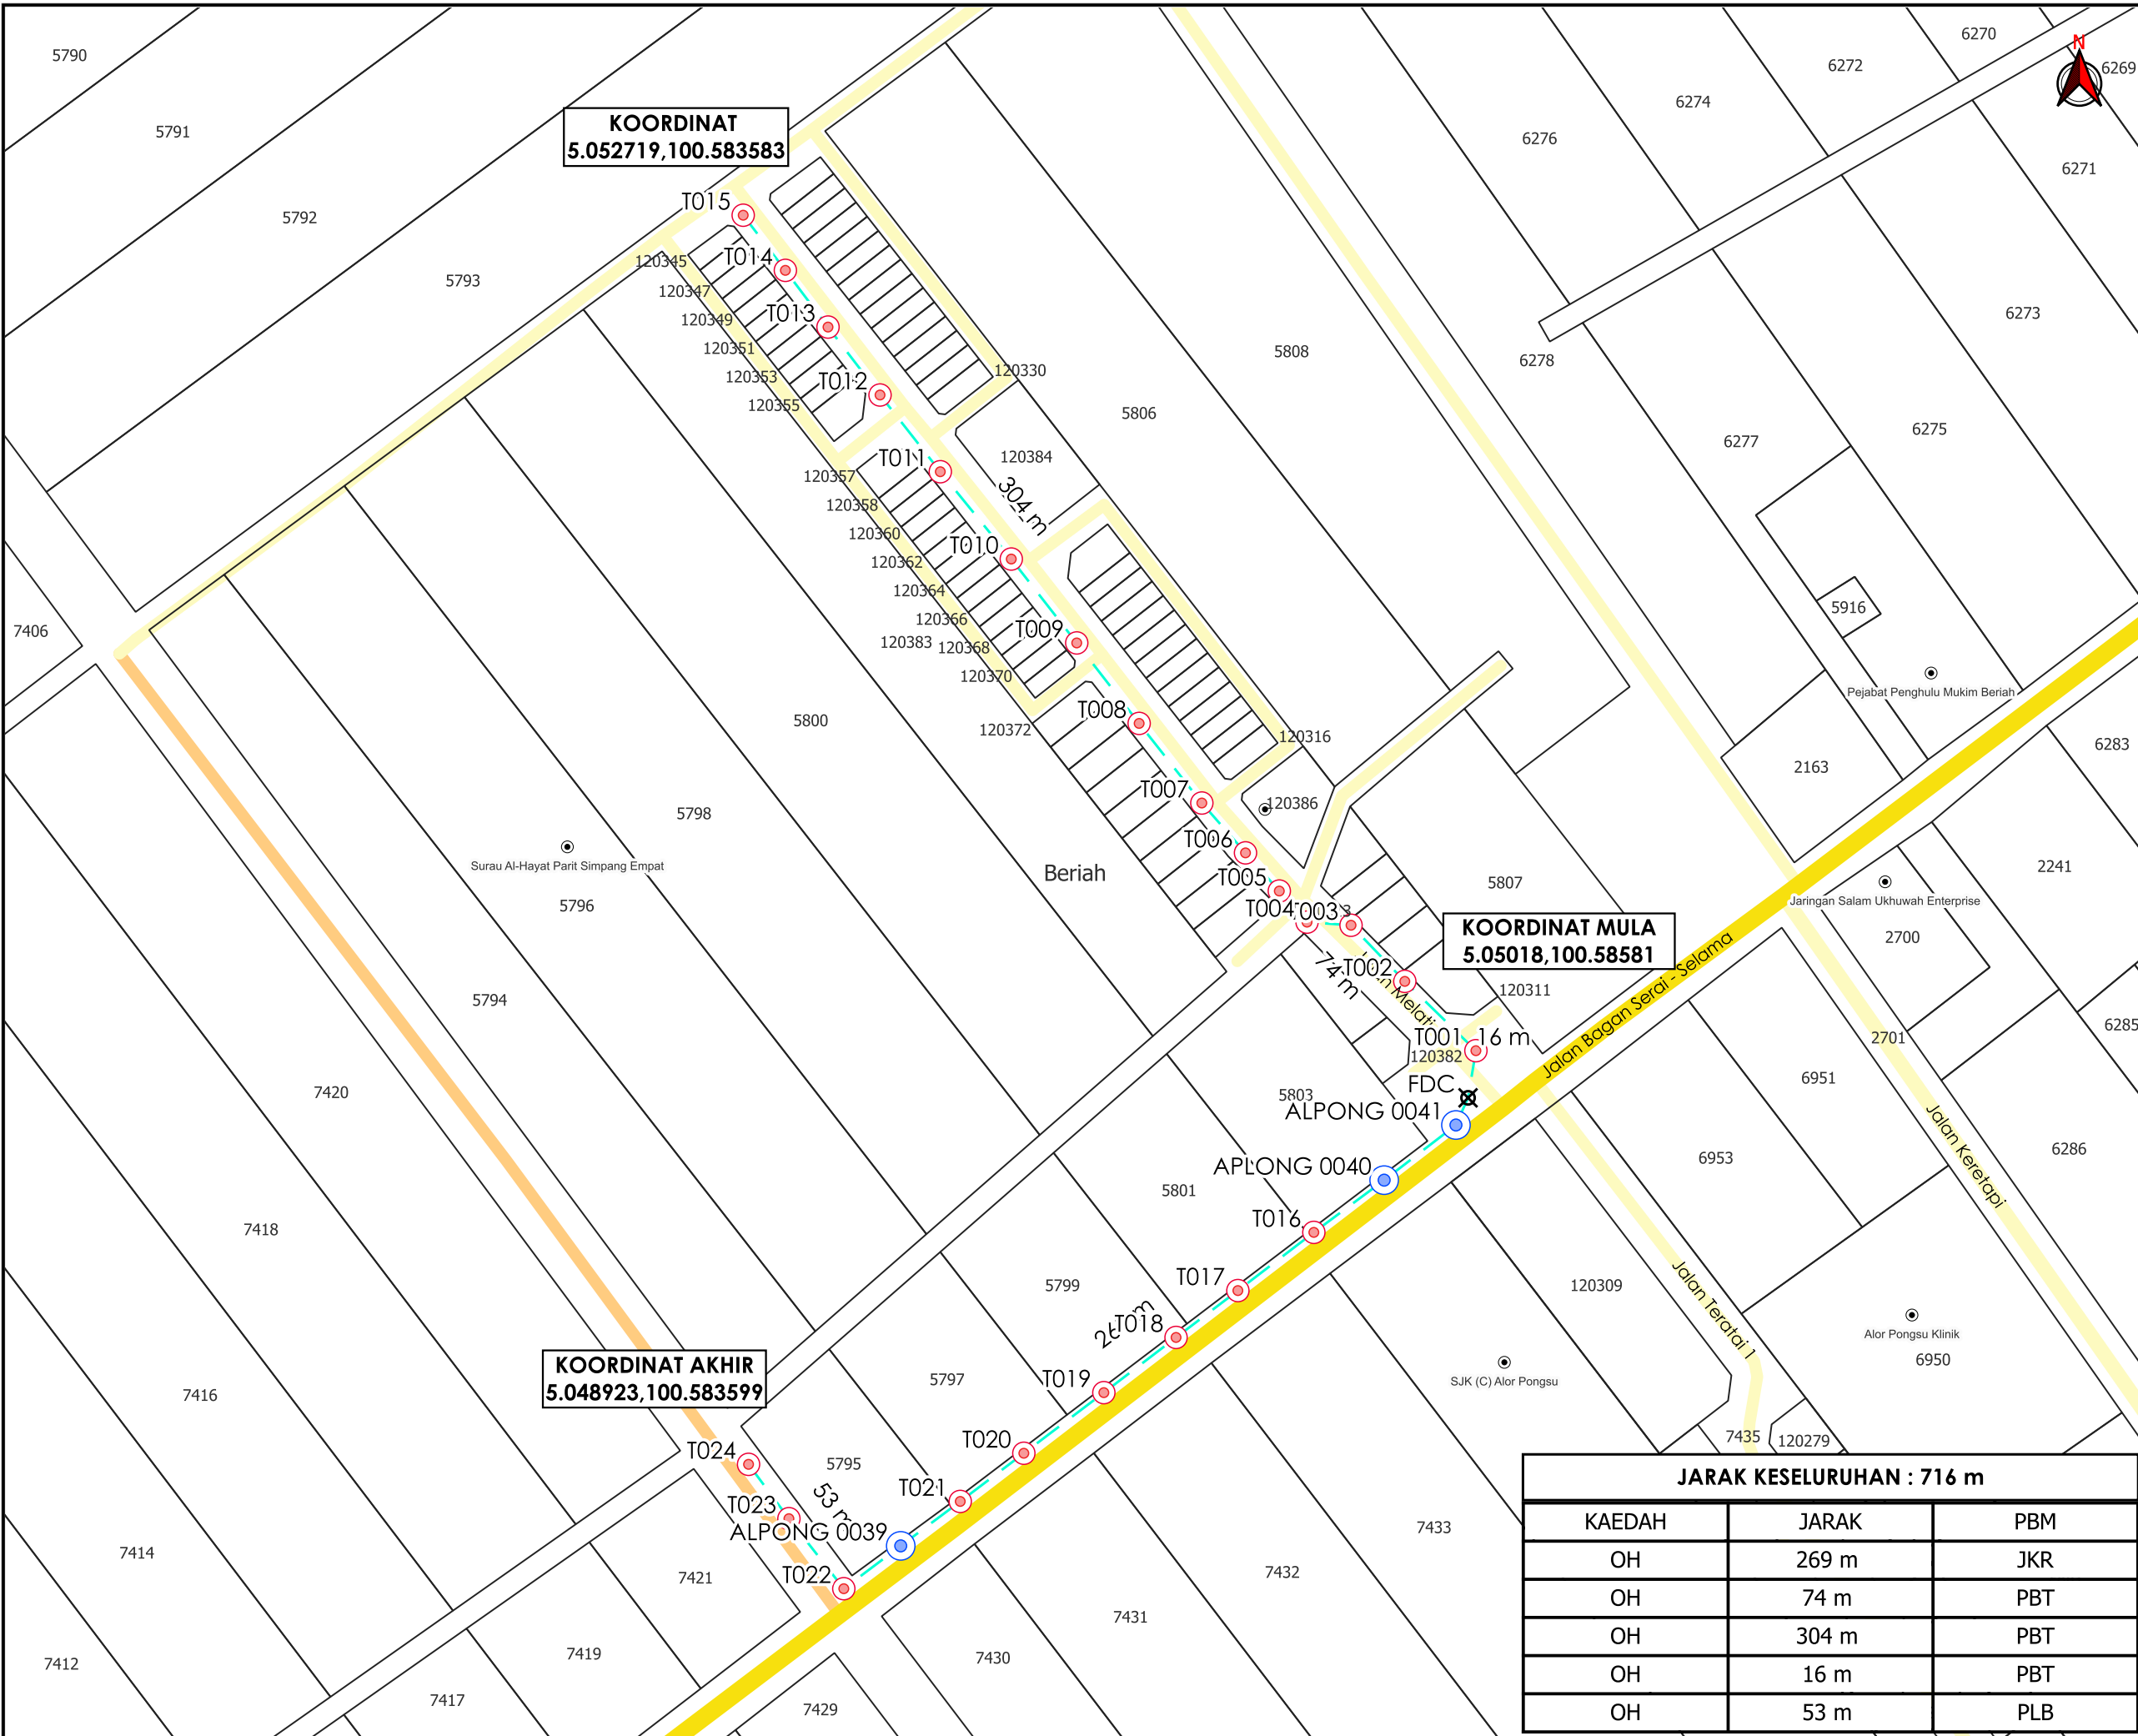 N
5790
5791
5792
5793
6270
6269
6272
6274
6276
6271
6273
6275
6277
6278
KOORDINAT
5.052719,100.583583
T015
T014
T013
T012
T011
T010
T009
T008
T007
T006
T005
T004
T003
T002
T001
16 m
74 m
304 m
120345
120347
120349
120351
120353
120355
120357
120358
120360
120362
120364
120366
120383
120368
120370
120372
120330
120384
120316
120386
5808
5806
5916
Pejabat Penghulu Mukim Beriah
2163
6283
7406
5800
5798
Surau Al-Hayat Parit Simpang Empat
5796
5794
Beriah
5807
2241
Jaringan Salam Ukhuwah Enterprise
2700
KOORDINAT MULA
5.05018,100.58581
Jalan Bagan Serai - Selama
120311
Melati
120382
FDC
ALPONG 0041
APLONG 0040
5803
5801
6285
2701
6951
6953
6286
Jalan Keretapi
Jalan Teratai 1
7420
7418
7416
7414
7412
T016
T017
T018
T019
T020
T021
5799
5797
5795
120309
Alor Pongsu Klinik
6950
SJK (C) Alor Pongsu
7435
120279
KOORDINAT AKHIR
5.048923,100.583599
T024
T023
53 m
ALPONG 0039
T022
7421
7419
7417
7429
7430
7431
7432
7433
JARAK KESELURUHAN : 716 m
KAEDAH JARAK PBM
OH 269 m JKR
OH 74 m PBT
OH 304 m PBT
OH 16 m PBT
OH 53 m PLB